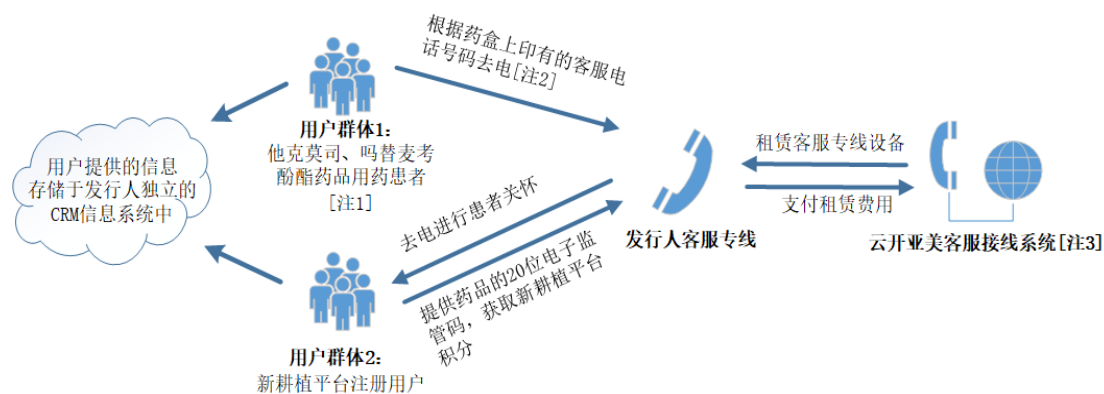 根据药盒上印有的客服电
话号码去电[注2]
用户群体1：
他克莫司、吗替麦考
酚酯药品用药患者
[注1]
用户提供的信息
存储于发行人独立的
CRM信息系统中
租赁客服专线设备
支付租赁费用
去电进行患者关怀
发行人客服专线
云开亚美客服接线系统[注3]
提供药品的20位电子监
管码，获取新耕植平台
积分
用户群体2：
新耕植平台注册用户